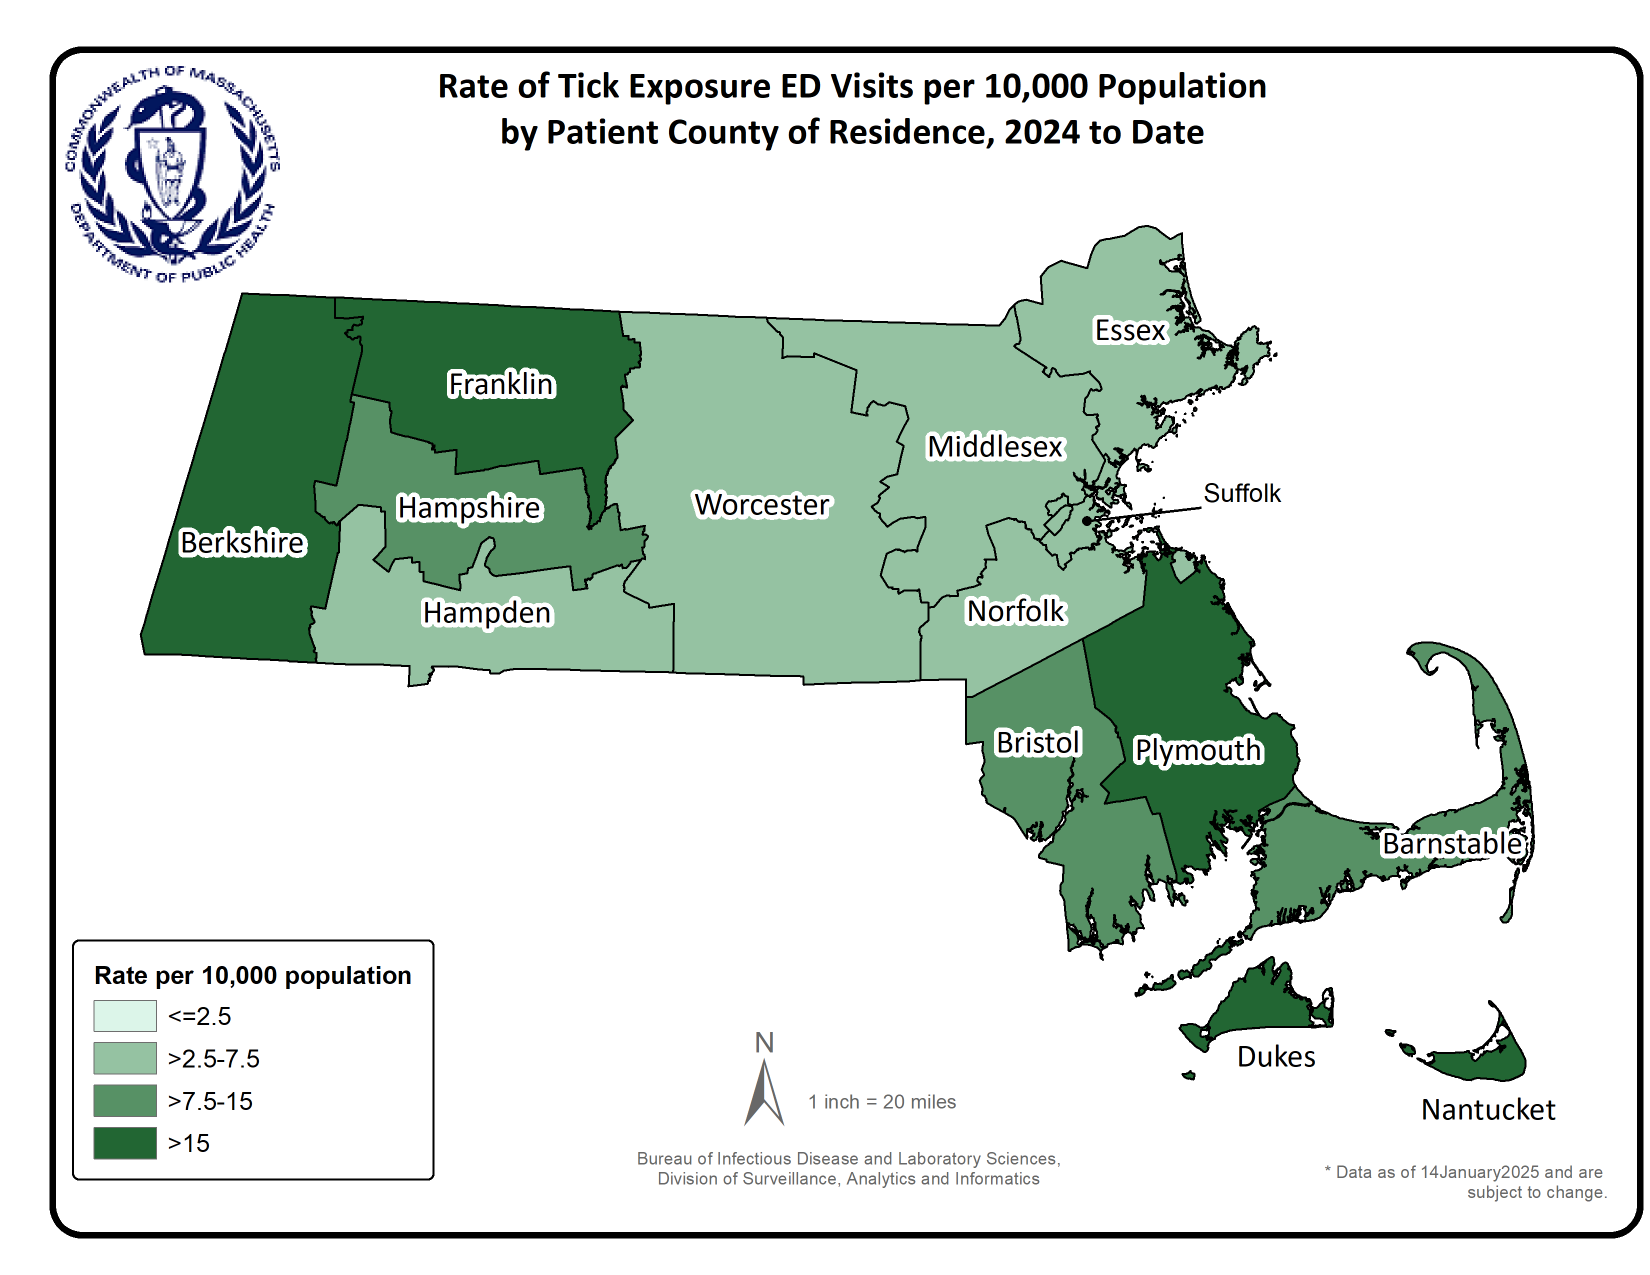 COMMONWEALTH OF MASSACHUSETTS
DEPARTMENT OF PUBLIC HEALTH
Rate of Tick Exposure ED Visits per 10,000 Population
by Patient County of Residence, 2024 to Date
Essex
Franklin
Middlesex
Suffolk
Hampshire
Worcester
Berkshire
Hampden
Norfolk
Bristol
Plymouth
Barnstable
Dukes
Nantucket
Rate per 10,000 population
<=2.5
>2.5-7.5
>7.5-15
>15
N
1 inch = 20 miles
Bureau of Infectious Disease and Laboratory Sciences,
Division of Surveillance, Analytics and Informatics
* Data as of 14January2025 and are
subject to change.